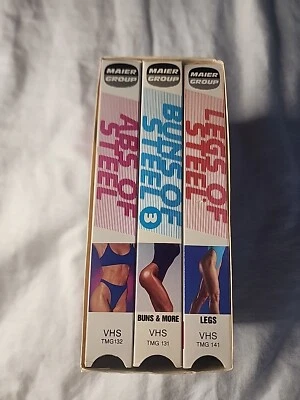 MAIER
GROUP
ABS OF
STEEL
VHS
TMG132
MAIER
GROUP
BUNS OF
STEEL 3
BUNS & MORE
VHS
TMG 131
MAIER
GROUP
LEGS OF
STEEL
LEGS
VHS
TMG 141